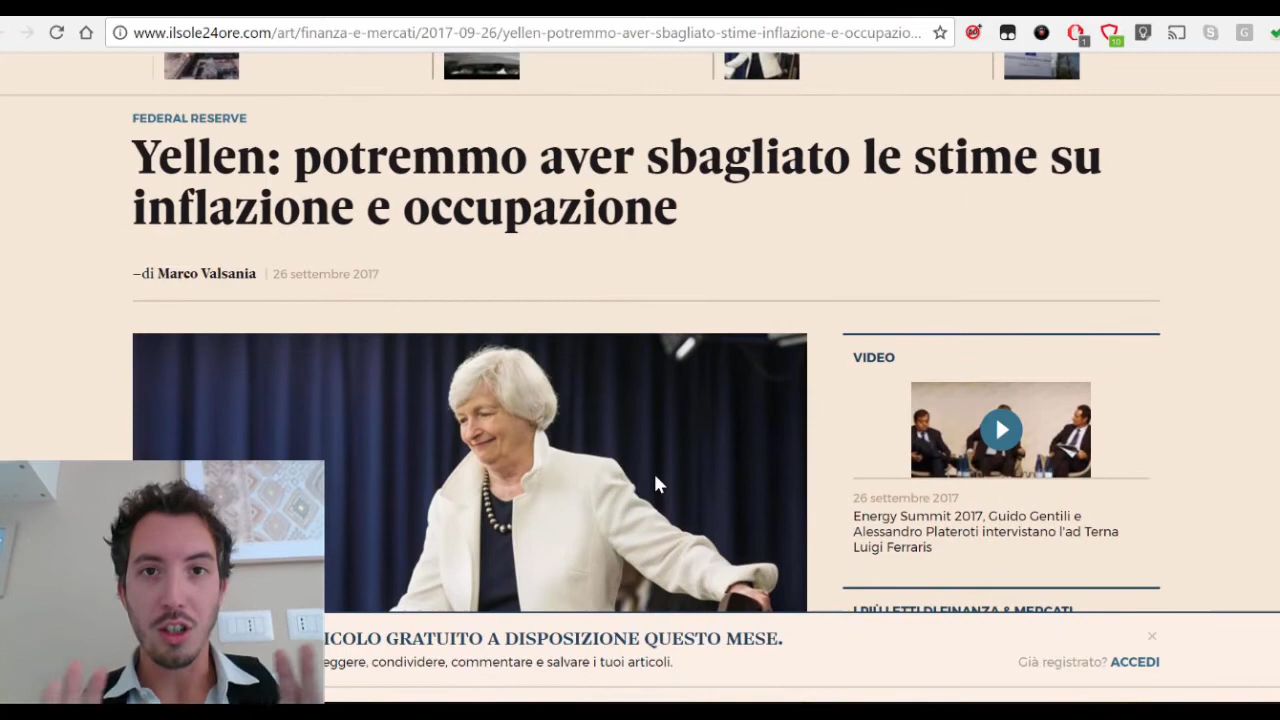 www.ilsole24ore.com/art/finanza-e-mercati/2017-09-26/yellen-potremmo-aver-sbagliato-stime-inflazione-e-occupazio...
1
10
G
FEDERAL RESERVE
Yellen: potremmo aver sbagliato le stime su
inflazione e occupazione
–di Marco Valsania | 26 settembre 2017
VIDEO
26 settembre 2017
Energy Summit 2017, Guido Gentili e
Alessandro Plateroti intervistano l'ad Terna
Luigi Ferraris
I PIÙ LETTI DI FINANZA & MERCATI
ICOLO GRATUITO A DISPOSIZIONE QUESTO MESE.
eggere, condividere, commentare e salvare i tuoi articoli.
Già registrato? ACCEDI